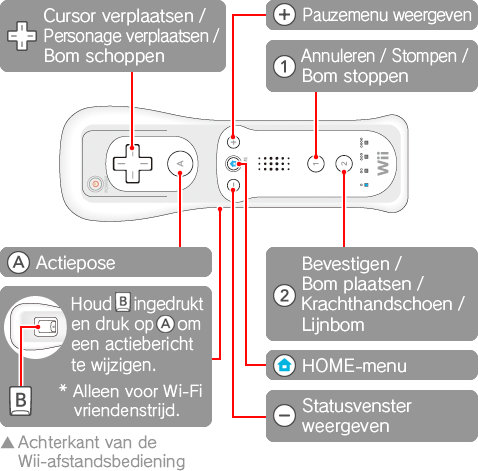 Cursor verplaatsen /
Personage verplaatsen /
Bom schoppen
+ Pauzemenu weergeven
1 Annuleren / Stompen /
Bom stoppen
A
1
2
Wii
A Actiepose
Houd B ingedrukt
en druk op A om
een actiebericht
te wijzigen.
* Alleen voor Wi-Fi
vriendenstrijd.
B
▲ Achterkant van de
Wii-afstandsbediening
Bevestigen /
Bom plaatsen /
2 Krachthandschoen /
Lijnbom
HOME-menu
− Statusvenster
weergeven